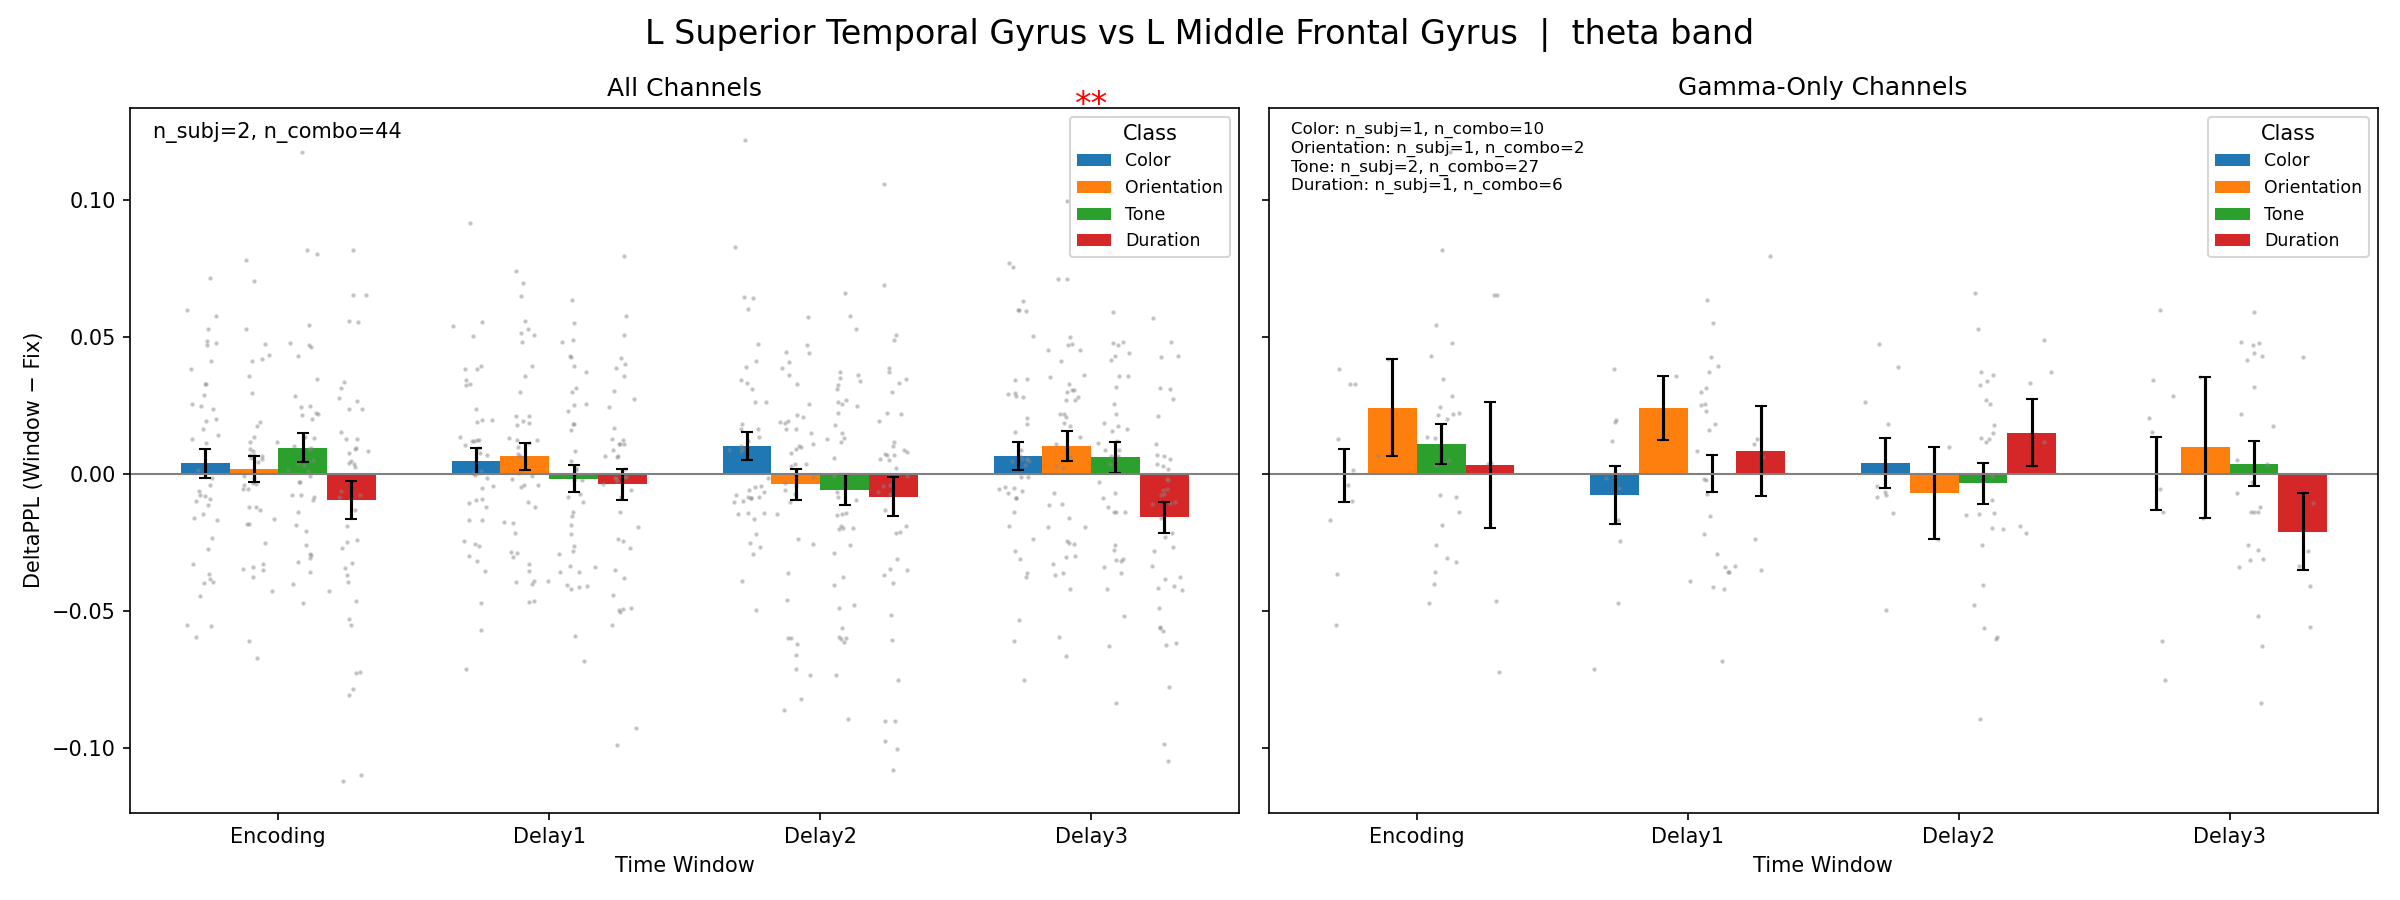 L Superior Temporal Gyrus vs L Middle Frontal Gyrus | theta band
All Channels
**
n_subj=2, n_combo=44
Class
Color
Orientation
Tone
Duration
DeltaPPL (Window − Fix)
0.10
0.05
0.00
−0.05
−0.10
Encoding
Delay1
Delay2
Delay3
Time Window
Gamma-Only Channels
Color: n_subj=1, n_combo=10
Orientation: n_subj=1, n_combo=2
Tone: n_subj=2, n_combo=27
Duration: n_subj=1, n_combo=6
Class
Color
Orientation
Tone
Duration
Encoding
Delay1
Delay2
Delay3
Time Window